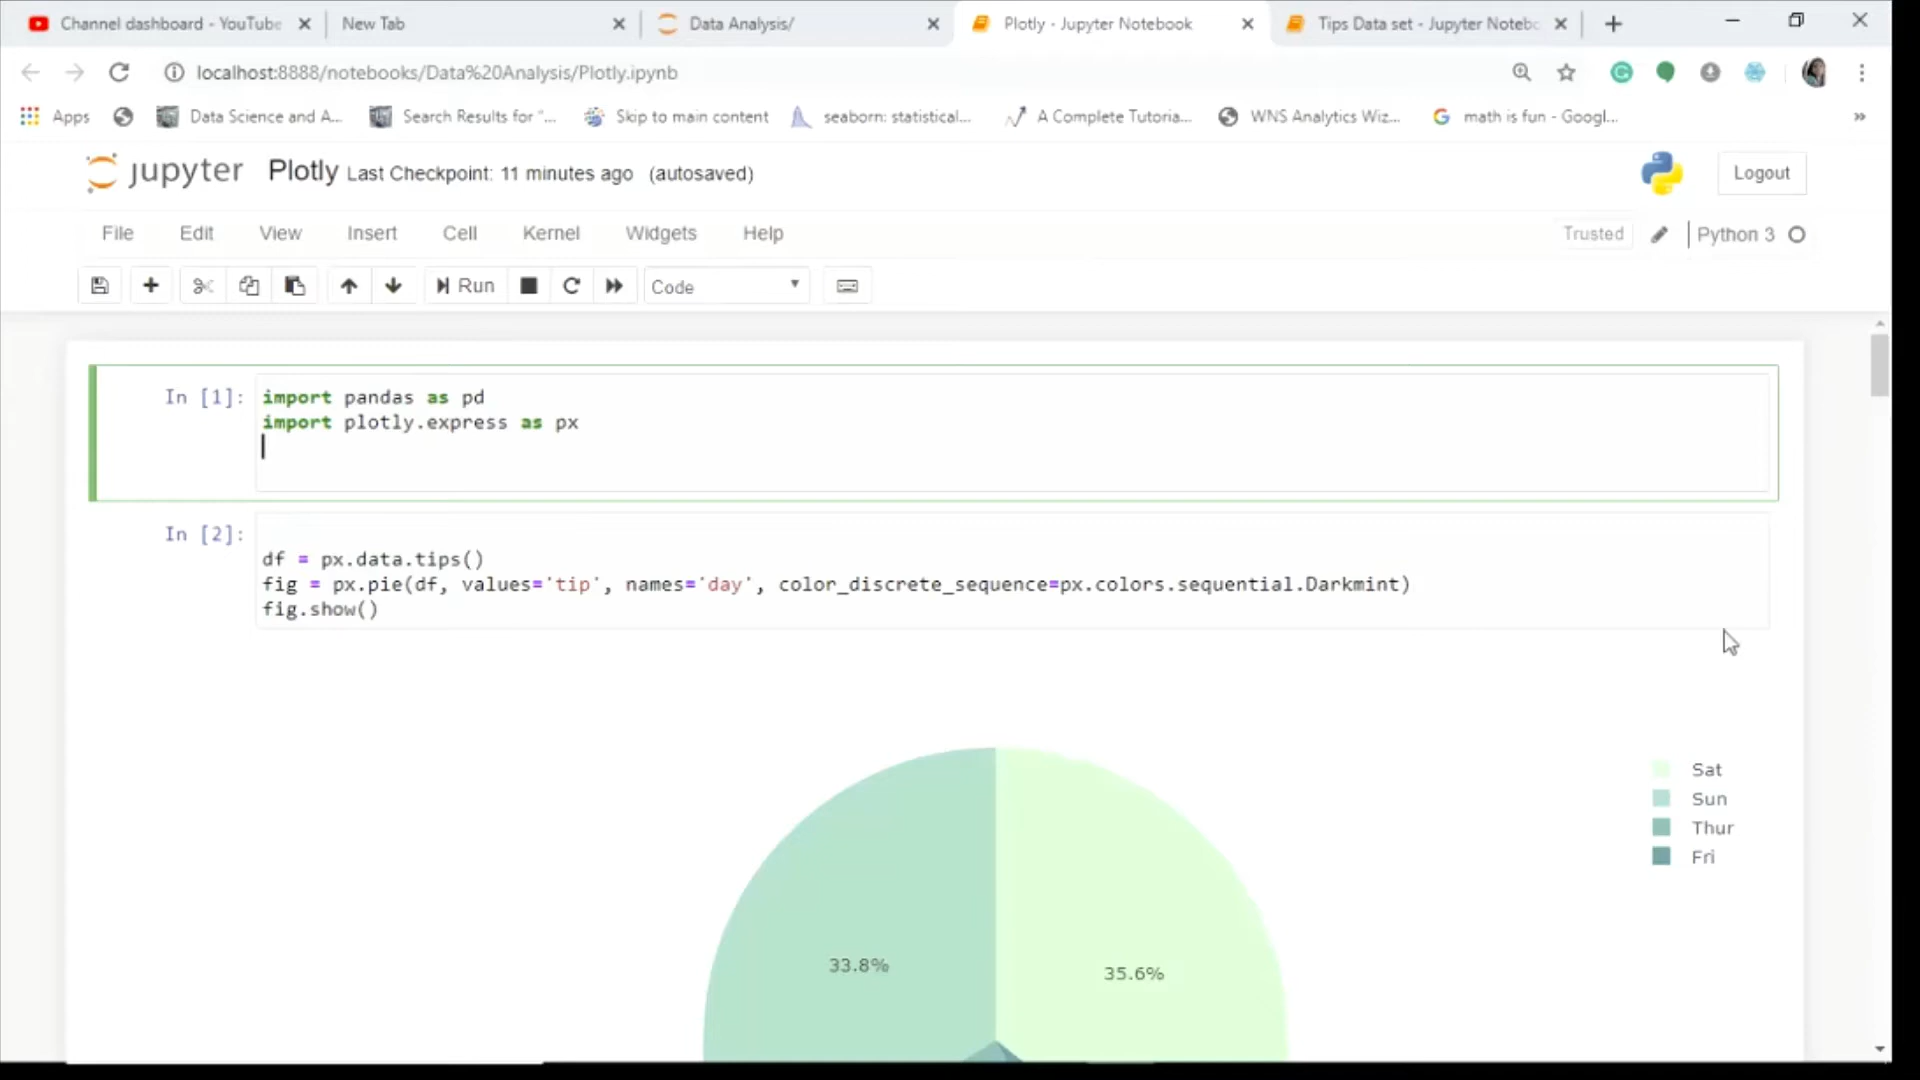 Channel dashboard - YouTube
New Tab
Data Analysis/
Plotly - Jupyter Notebook
Tips Data set - Jupyter Notebo
localhost:8888/notebooks/Data%20Analysis/Plotly.ipynb
Apps
Data Science and A...
Search Results for "...
Skip to main content
seaborn: statistical...
A Complete Tutoria...
WNS Analytics Wiz...
math is fun - Googl...
»
jupyter Plotly Last Checkpoint: 11 minutes ago (autosaved)
Logout
File Edit View Insert Cell Kernel Widgets Help
Trusted
Python 3
Run
Code
In [1]:
import pandas as pd
import plotly.express as px
In [2]:
df = px.data.tips()
fig = px.pie(df, values='tip', names='day', color_discrete_sequence=px.colors.sequential.Darkmint)
fig.show()
Sat
Sun
Thur
Fri
33.8%
35.6%